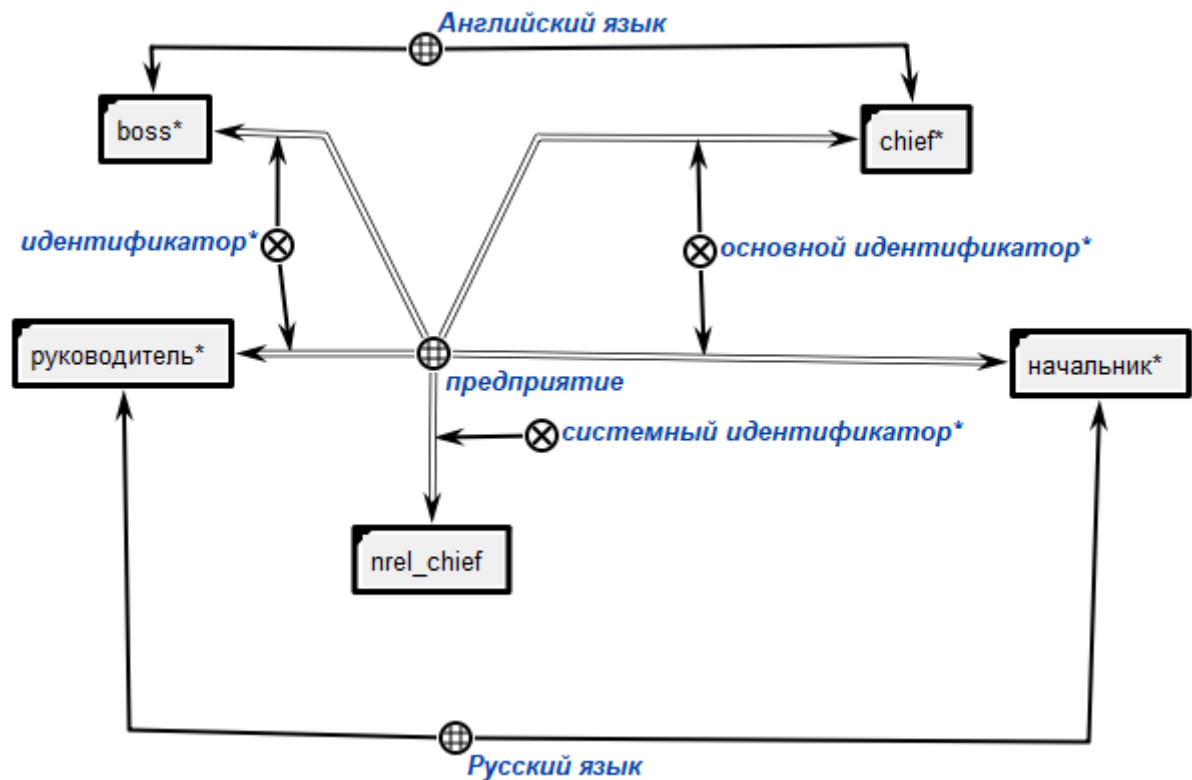 Английский язык
boss*
chief*
идентификатор*
основной идентификатор*
руководитель*
начальник*
предприятие
системный идентификатор*
nrel_chief
Русский язык